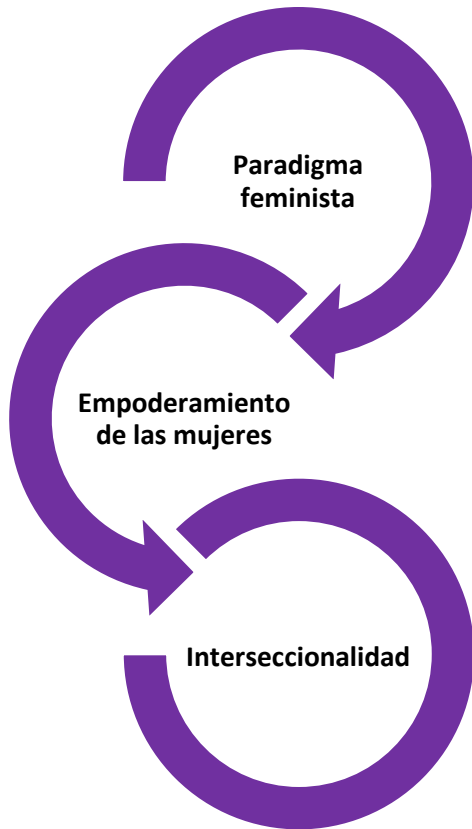 Paradigma
feminista
Empoderamiento
de las mujeres
Interseccionalidad